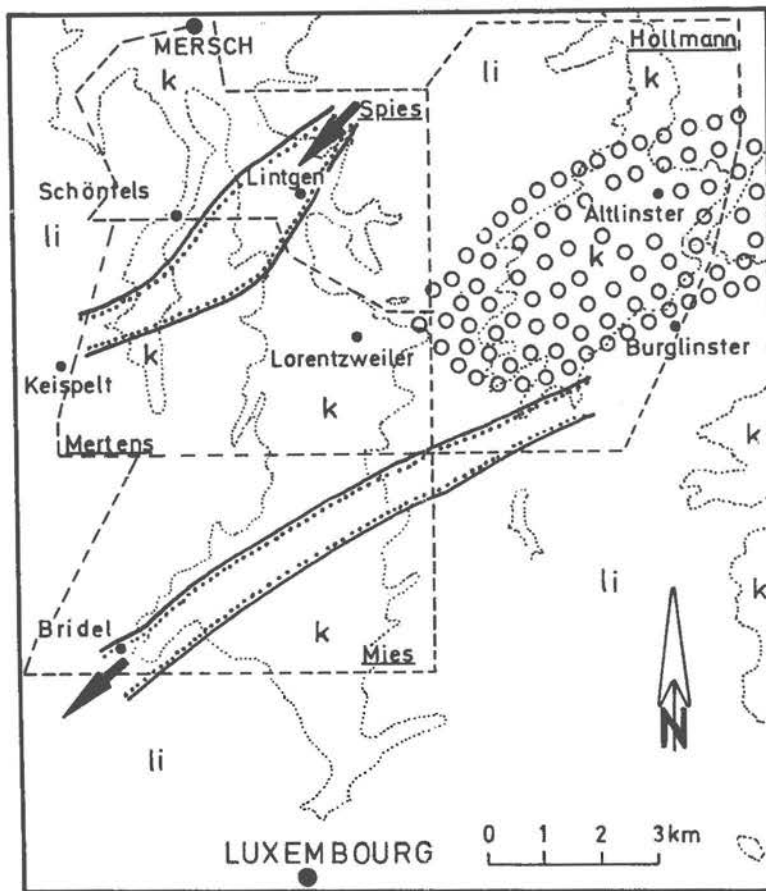 MERSCH
Hollmann
li
k
k
Spies
Schönfels
Lintgen
Altlinster
li
k
Lorentzweiler
Burglinster
Keispelt
k
k
k
Mertens
li
k
Bridel
k
Mies
N
li
0 1 2 3km
LUXEMBOURG